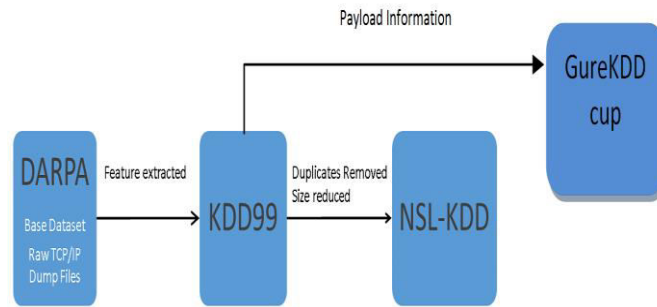 Payload Information
GureKDD
cup
DARPA
Base Dataset
Raw TCP/IP
Dump Files
Feature extracted
KDD99
Duplicates Removed
Size reduced
NSL-KDD